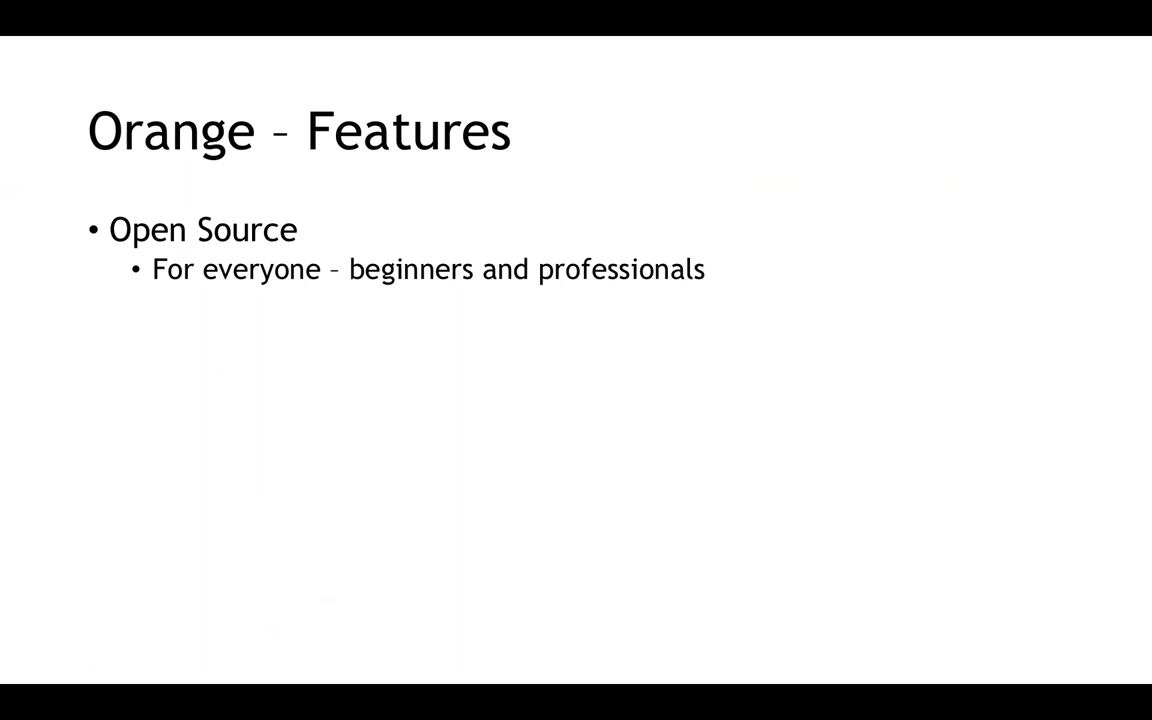 Orange – Features
• Open Source
• For everyone – beginners and professionals